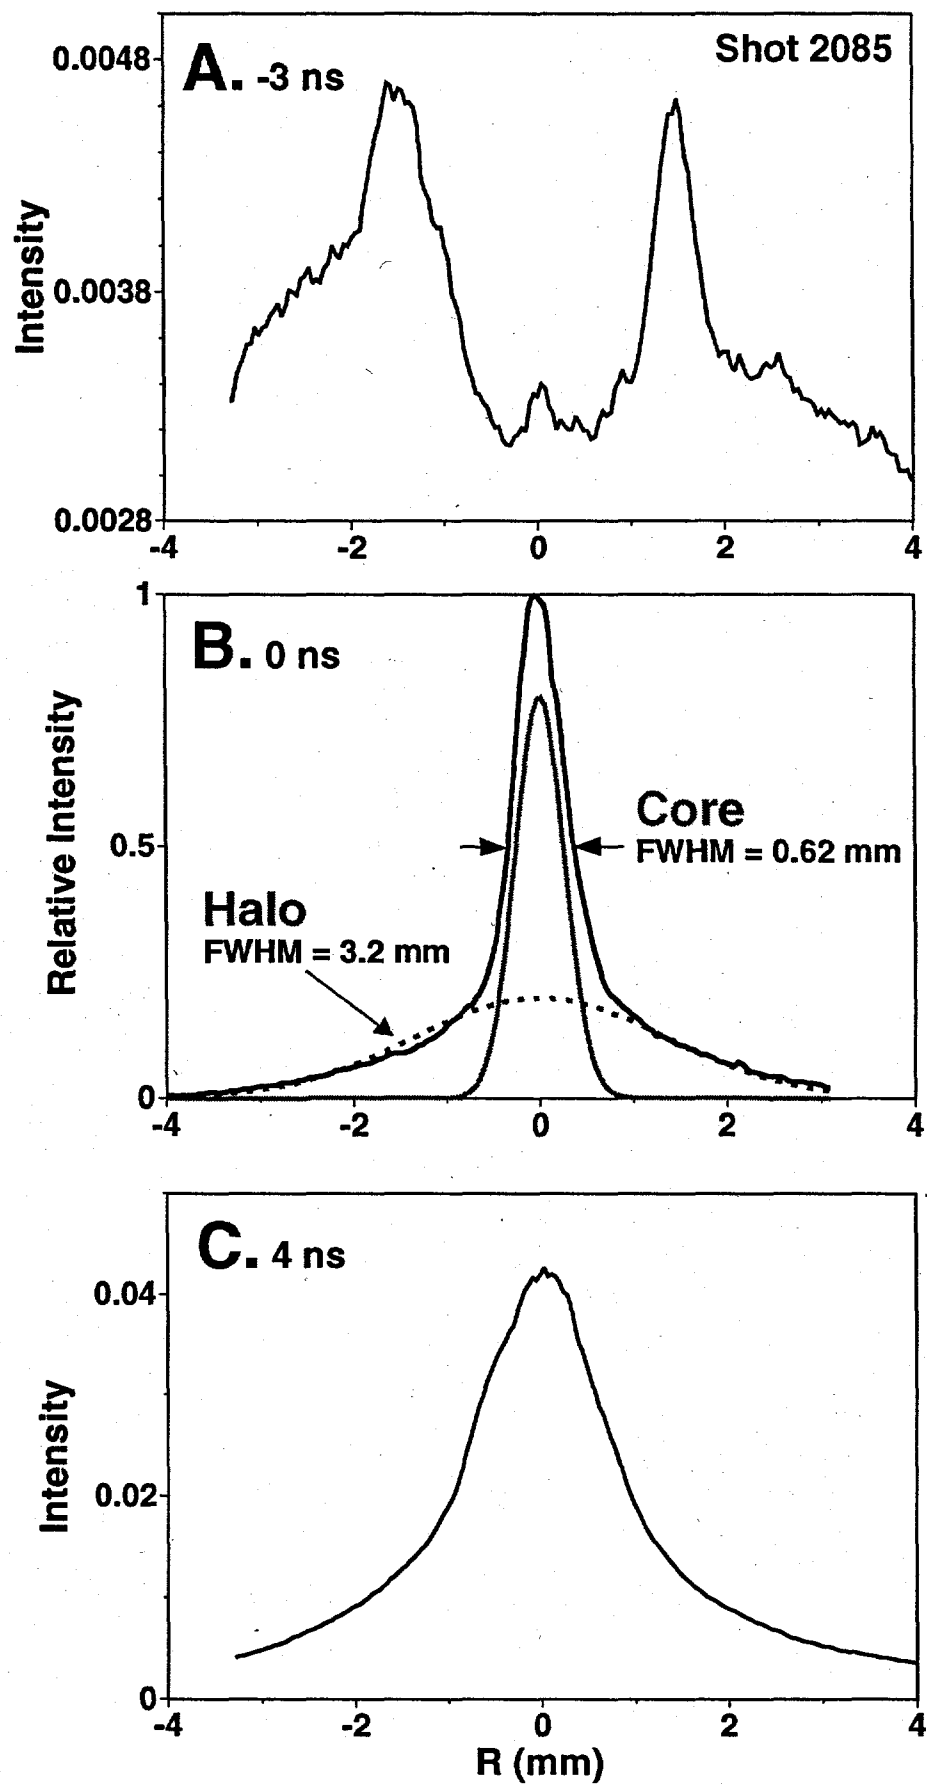 A. -3 ns
Shot 2085
Intensity
0.0048
0.0038
0.0028
-4
-2
0
2
4
B. 0 ns
Relative Intensity
1
0.5
0
Core
FWHM = 0.62 mm
Halo
FWHM = 3.2 mm
-4
-2
0
2
4
C. 4 ns
Intensity
0.04
0.02
0
-4
-2
0
2
4
R (mm)